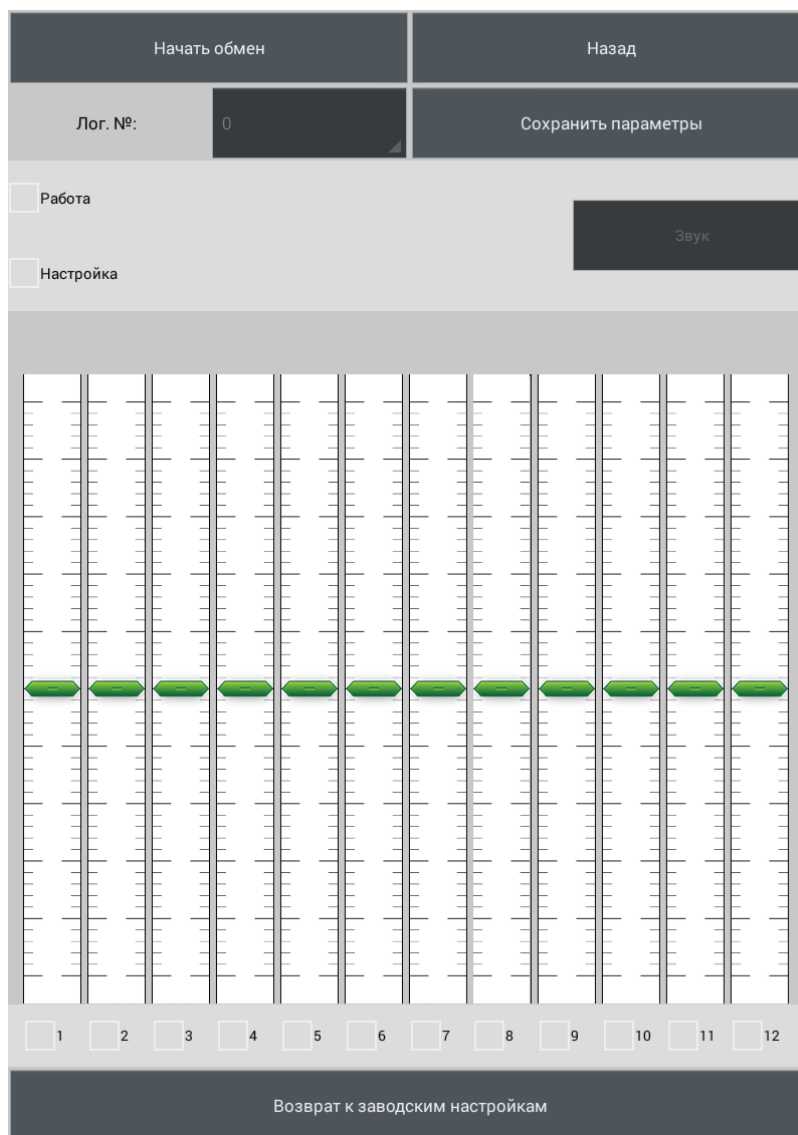 Начать обмен
Назад
Лог. №:
0
Сохранить параметры
Работа
Звук
Настройка
1 2 3 4 5 6 7 8 9 10 11 12
Возврат к заводским настройкам